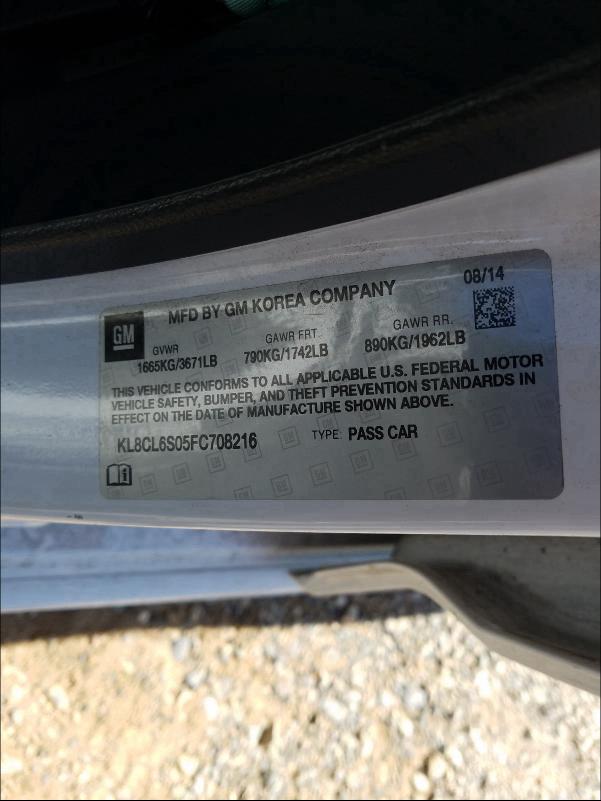 GM
MFD BY GM KOREA COMPANY
08/14
GVWR
GAWR FRT.
GAWR RR.
1665KG/3671LB
790KG/1742LB
890KG/1962LB
THIS VEHICLE CONFORMS TO ALL APPLICABLE U.S. FEDERAL MOTOR
VEHICLE SAFETY, BUMPER, AND THEFT PREVENTION STANDARDS IN
EFFECT ON THE DATE OF MANUFACTURE SHOWN ABOVE.
KL8CL6S05FC708216
TYPE: PASS CAR